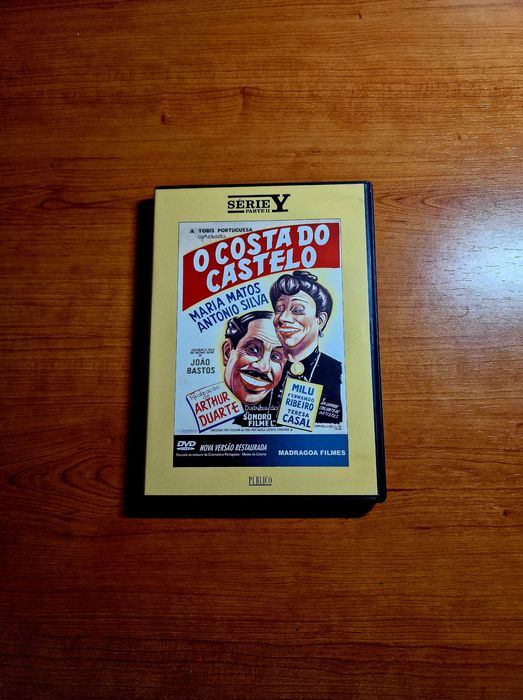 SÉRIE Y
PARTE II
A TOBIS PORTUGUESA
apresenta
O COSTA DO
CASTELO
MARIA MATOS
ANTONIO SILVA
JOÃO
BASTOS
Realização
ARTHUR
DUARTE
Distribuição
SONORO
FILME
MILU
FERNANDO
RIBEIRO
TERESA
CASAL
DVD
NOVA VERSÃO RESTAURADA
MADRAGOA FILMES
PÚBLICO